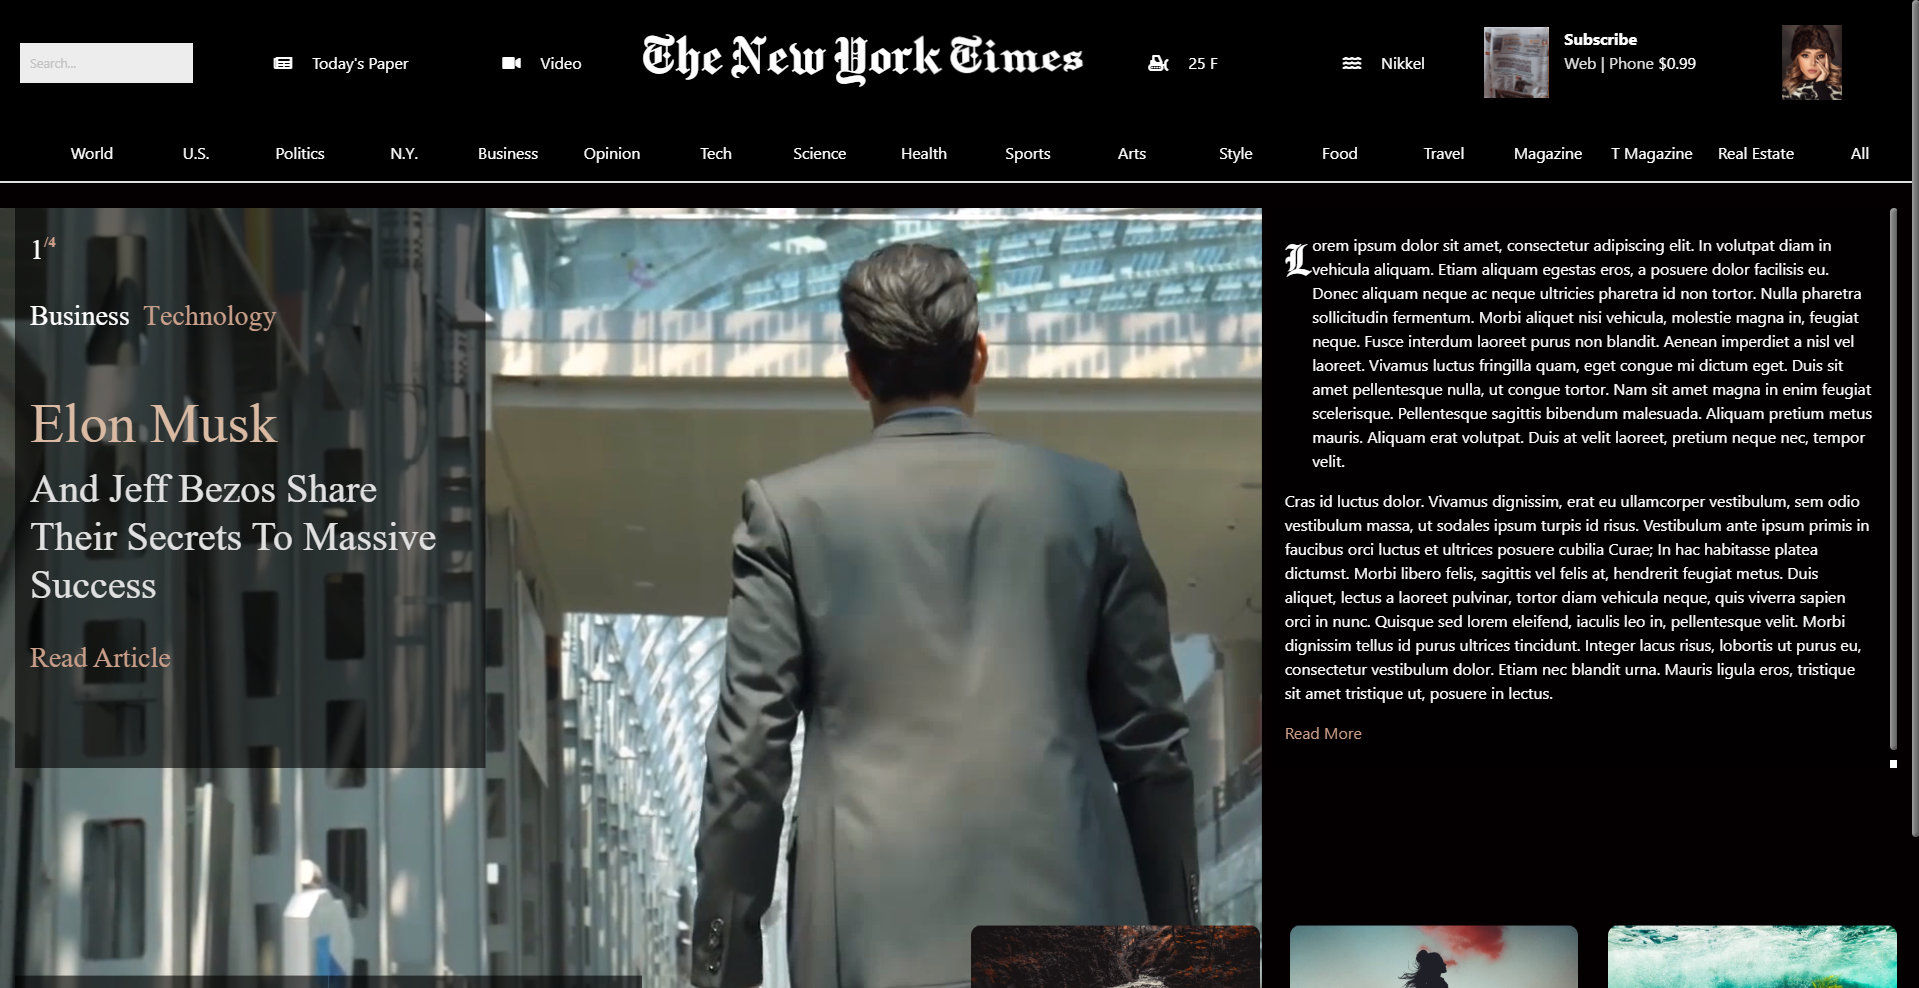 Search...
Today's Paper
Video
The New York Times
25 F
Nikkel
Subscribe
Web | Phone $0.99
World U.S. Politics N.Y. Business Opinion Tech Science Health Sports Arts Style Food Travel Magazine T Magazine Real Estate All
1/4
Business Technology
Elon Musk
And Jeff Bezos Share
Their Secrets To Massive
Success
Read Article
Lorem ipsum dolor sit amet, consectetur adipiscing elit. In volutpat diam in
vehicula aliquam. Etiam aliquam egestas eros, a posuere dolor facilisis eu.
Donec aliquam neque ac neque ultricies pharetra id non tortor. Nulla pharetra
sollicitudin fermentum. Morbi aliquet nisi vehicula, molestie magna in, feugiat
neque. Fusce interdum laoreet purus non blandit. Aenean imperdiet a nisl vel
laoreet. Vivamus luctus fringilla quam, eget congue mi dictum eget. Duis sit
amet pellentesque nulla, ut congue tortor. Nam sit amet magna in enim feugiat
scelerisque. Pellentesque sagittis bibendum malesuada. Aliquam pretium metus
mauris. Aliquam erat volutpat. Duis at velit laoreet, pretium neque nec, tempor
velit.
Cras id luctus dolor. Vivamus dignissim, erat eu ullamcorper vestibulum, sem odio
vestibulum massa, ut sodales ipsum turpis id risus. Vestibulum ante ipsum primis in
faucibus orci luctus et ultrices posuere cubilia Curae; In hac habitasse platea
dictumst. Morbi libero felis, sagittis vel felis at, hendrerit feugiat metus. Duis
aliquet, lectus a laoreet pulvinar, tortor diam vehicula neque, quis viverra sapien
orci in nunc. Quisque sed lorem eleifend, iaculis leo in, pellentesque velit. Morbi
dignissim tellus id purus ultrices tincidunt. Integer lacus risus, lobortis ut purus eu,
consectetur vestibulum dolor. Etiam nec blandit urna. Mauris ligula eros, tristique
sit amet tristique ut, posuere in lectus.
Read More